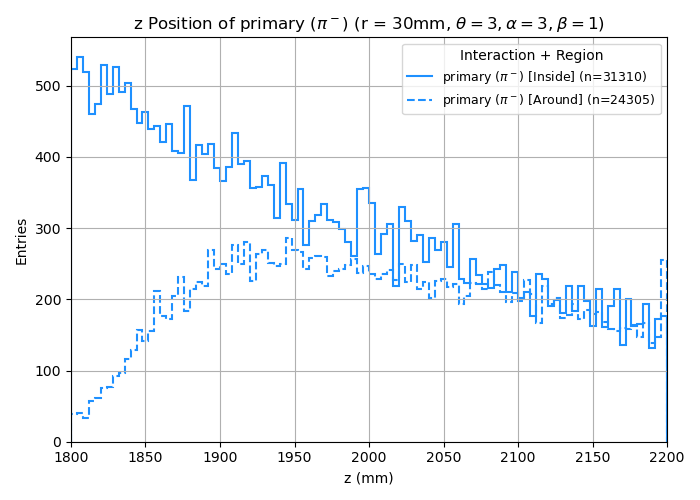 z Position of primary (π⁻) (r = 30mm, θ = 3, α = 3, β = 1)
Interaction + Region
primary (π⁻) [Inside] (n=31310)
primary (π⁻) [Around] (n=24305)
Entries
500
400
300
200
100
0
1800 1850 1900 1950 2000 2050 2100 2150 2200
z (mm)